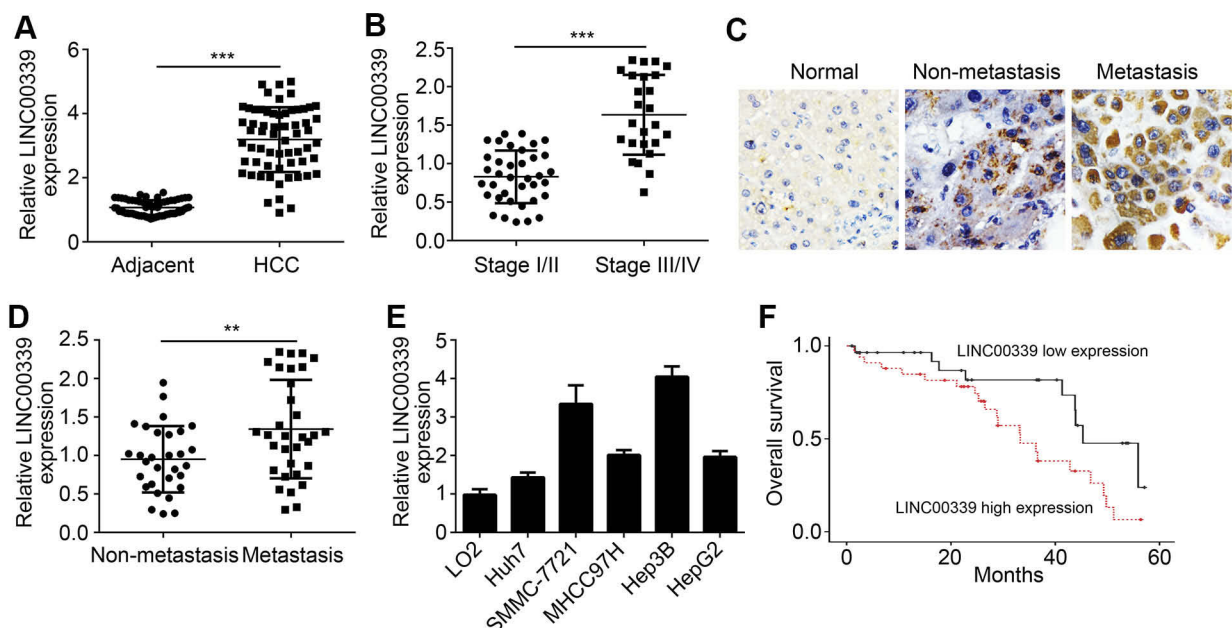 A
Relative LINC00339
expression
6
4
2
0
***
Adjacent
HCC
B
Relative LINC00339
expression
2.5
2.0
1.5
1.0
0.5
0.0
***
Stage I/II
Stage III/IV
C
Normal
Non-metastasis
Metastasis
D
Relative LINC00339
expression
2.5
2.0
1.5
1.0
0.5
0.0
**
Non-metastasis
Metastasis
E
Relative LINC00339
expression
5
4
3
2
1
0
LO2
Huh7
SMMC-7721
MHCC97H
Hep3B
HepG2
F
Overall survival
1.0
0.5
0.0
LINC00339 low expression
LINC00339 high expression
0
20
40
60
Months